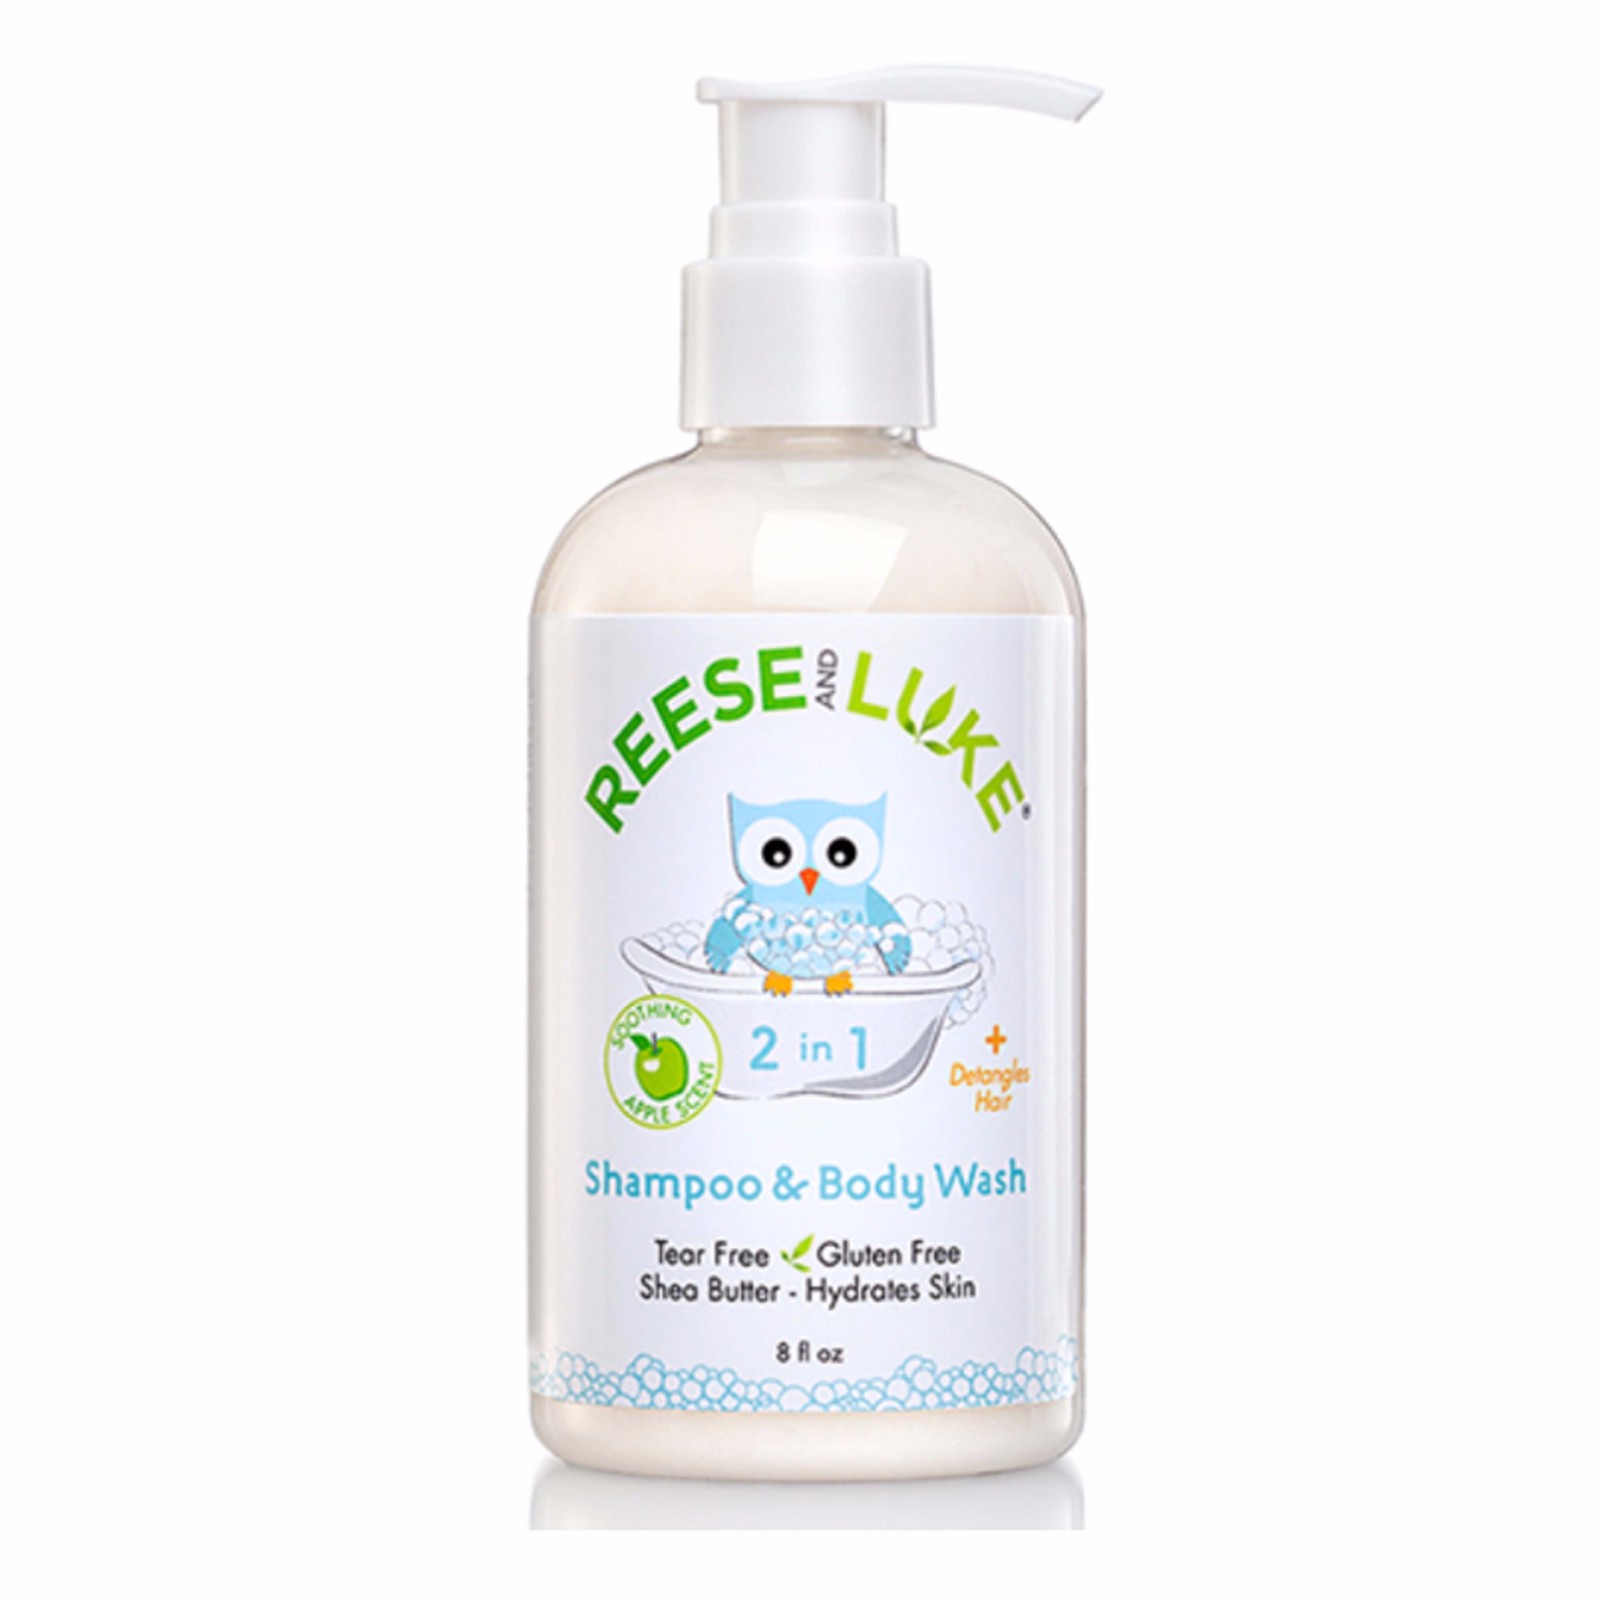 REESE AND LUKE®
2 in 1
SOOTHING
APPLE SCENT
+
Detangles
Hair
Shampoo & Body Wash
Tear Free Gluten Free
Shea Butter - Hydrates Skin
8 fl oz